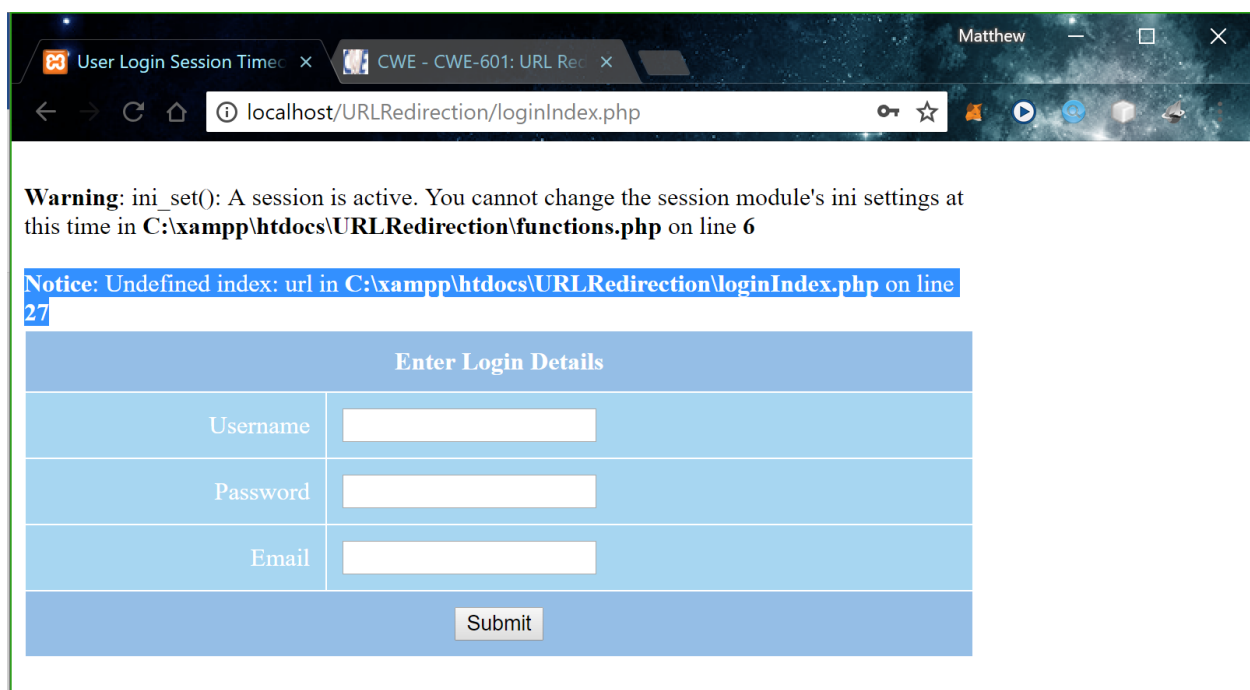 Matthew
User Login Session Timec
CWE - CWE-601: URL Red
localhost/URLRedirection/loginIndex.php
Warning: ini_set(): A session is active. You cannot change the session module's ini settings at
this time in C:\xampp\htdocs\URLRedirection\functions.php on line 6
Notice: Undefined index: url in C:\xampp\htdocs\URLRedirection\loginIndex.php on line
27
Enter Login Details
Username
Password
Email
Submit